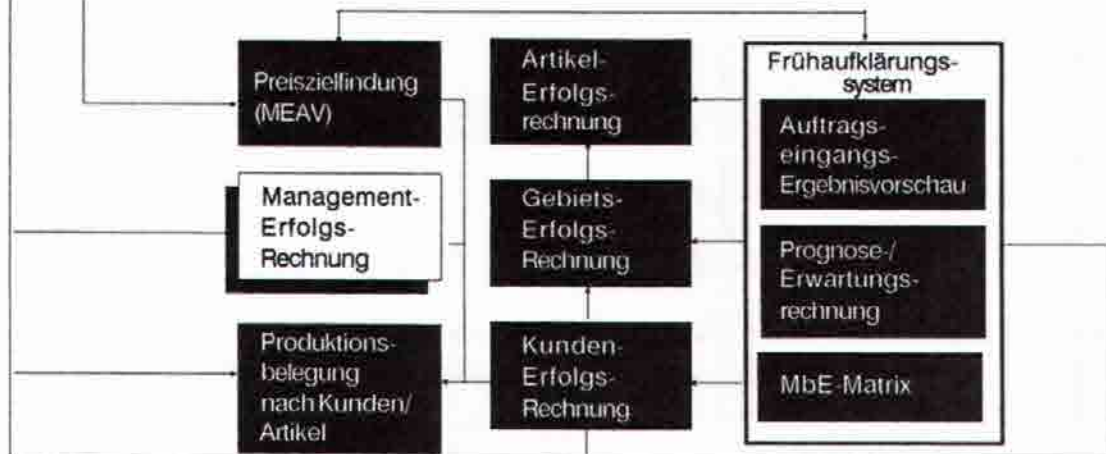 Preiszielfindung
(MEAV)
Management-
Erfolgs-
Rechnung
Produktions-
belegung
nach Kunden/
Artikel
Artikel-
Erfolgs-
rechnung
Gebiets-
Erfolgs-
Rechnung
Kunden-
Erfolgs-
Rechnung
Frühaufklärungs-
system
Auftrags-
eingangs-
Ergebnisvorschau
Prognose-/
Erwartungs-
rechnung
MbE-Matrix